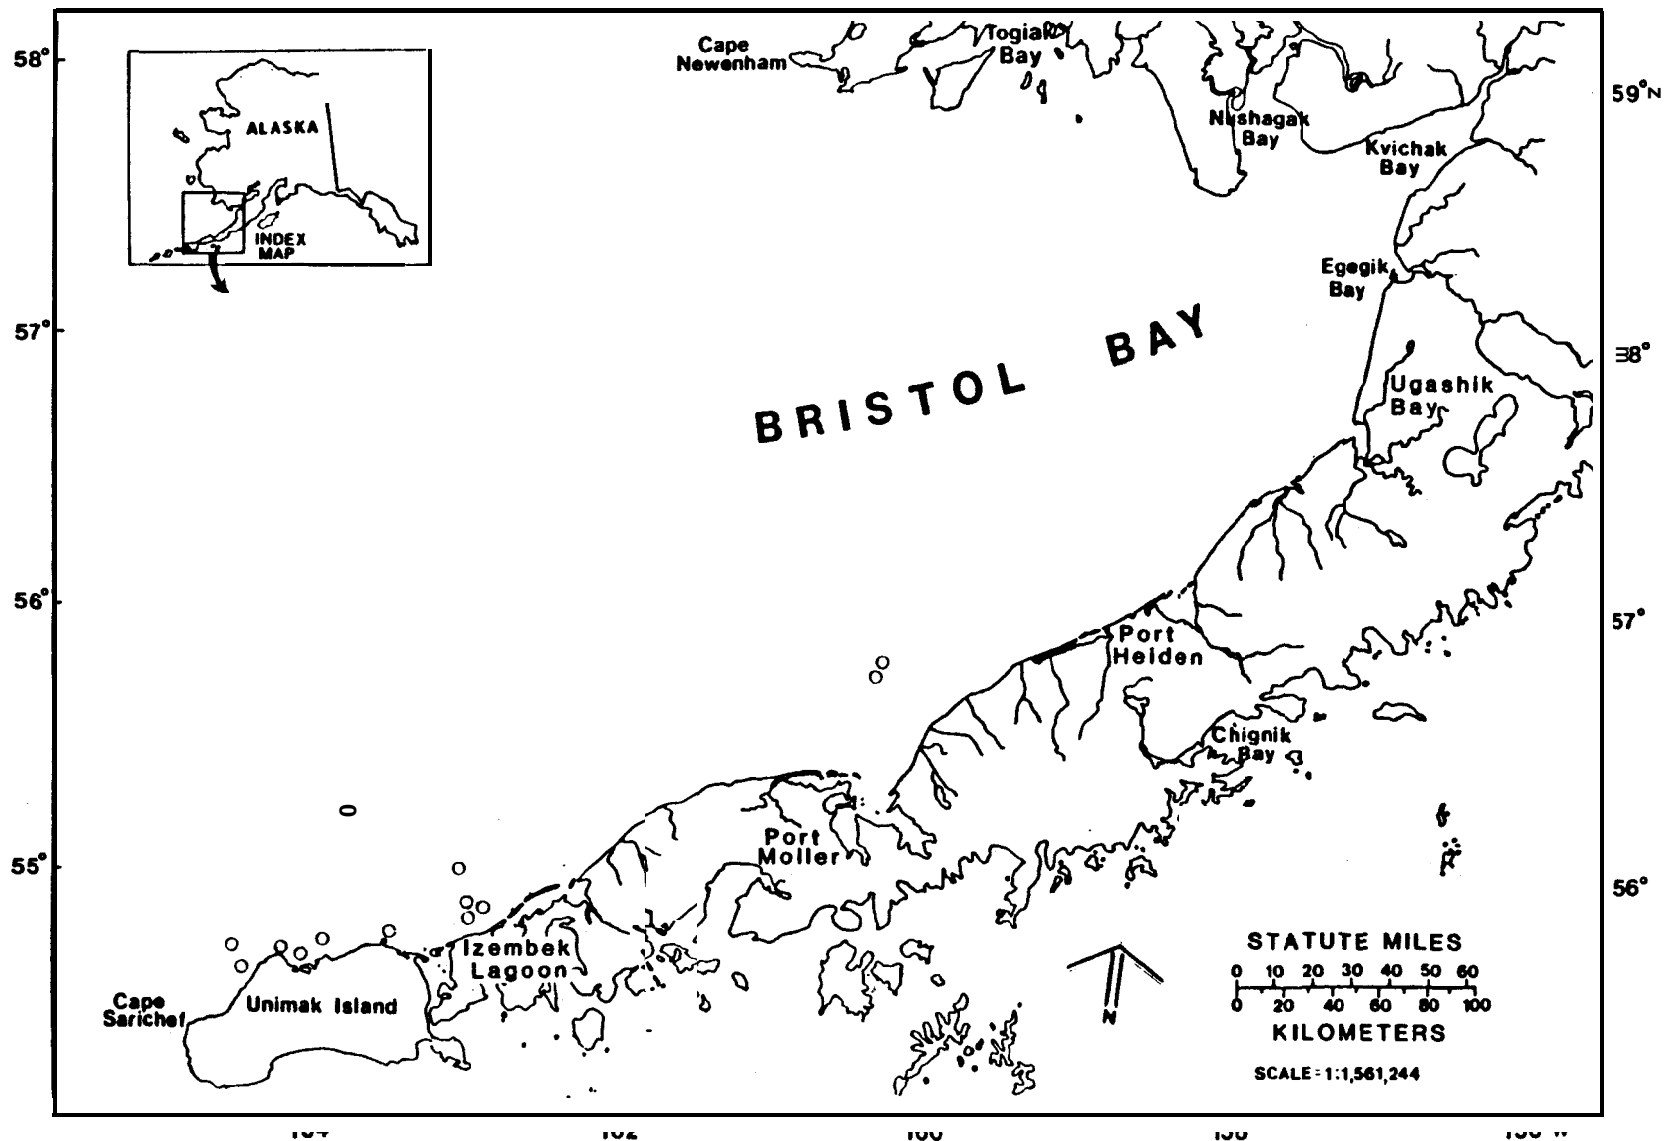 58°
57°
56°
55°
Cape
Newenham
Togiak
Bay
Nushagak
Bay
Kvichak
Bay
59°N
ALASKA
INDEX
MAP
Egegik
Bay
BRISTOL BAY
38°
Ugashik
Bay
57°
Port
Heiden
Chignik
Bay
Port
Moller
56°
Izembek
Lagoon
Unimak Island
Cape
Sarichef
N
STATUTE MILES
0 10 20 30 40 50 60
0 20 40 60 80 100
KILOMETERS
SCALE=1:1,561,244